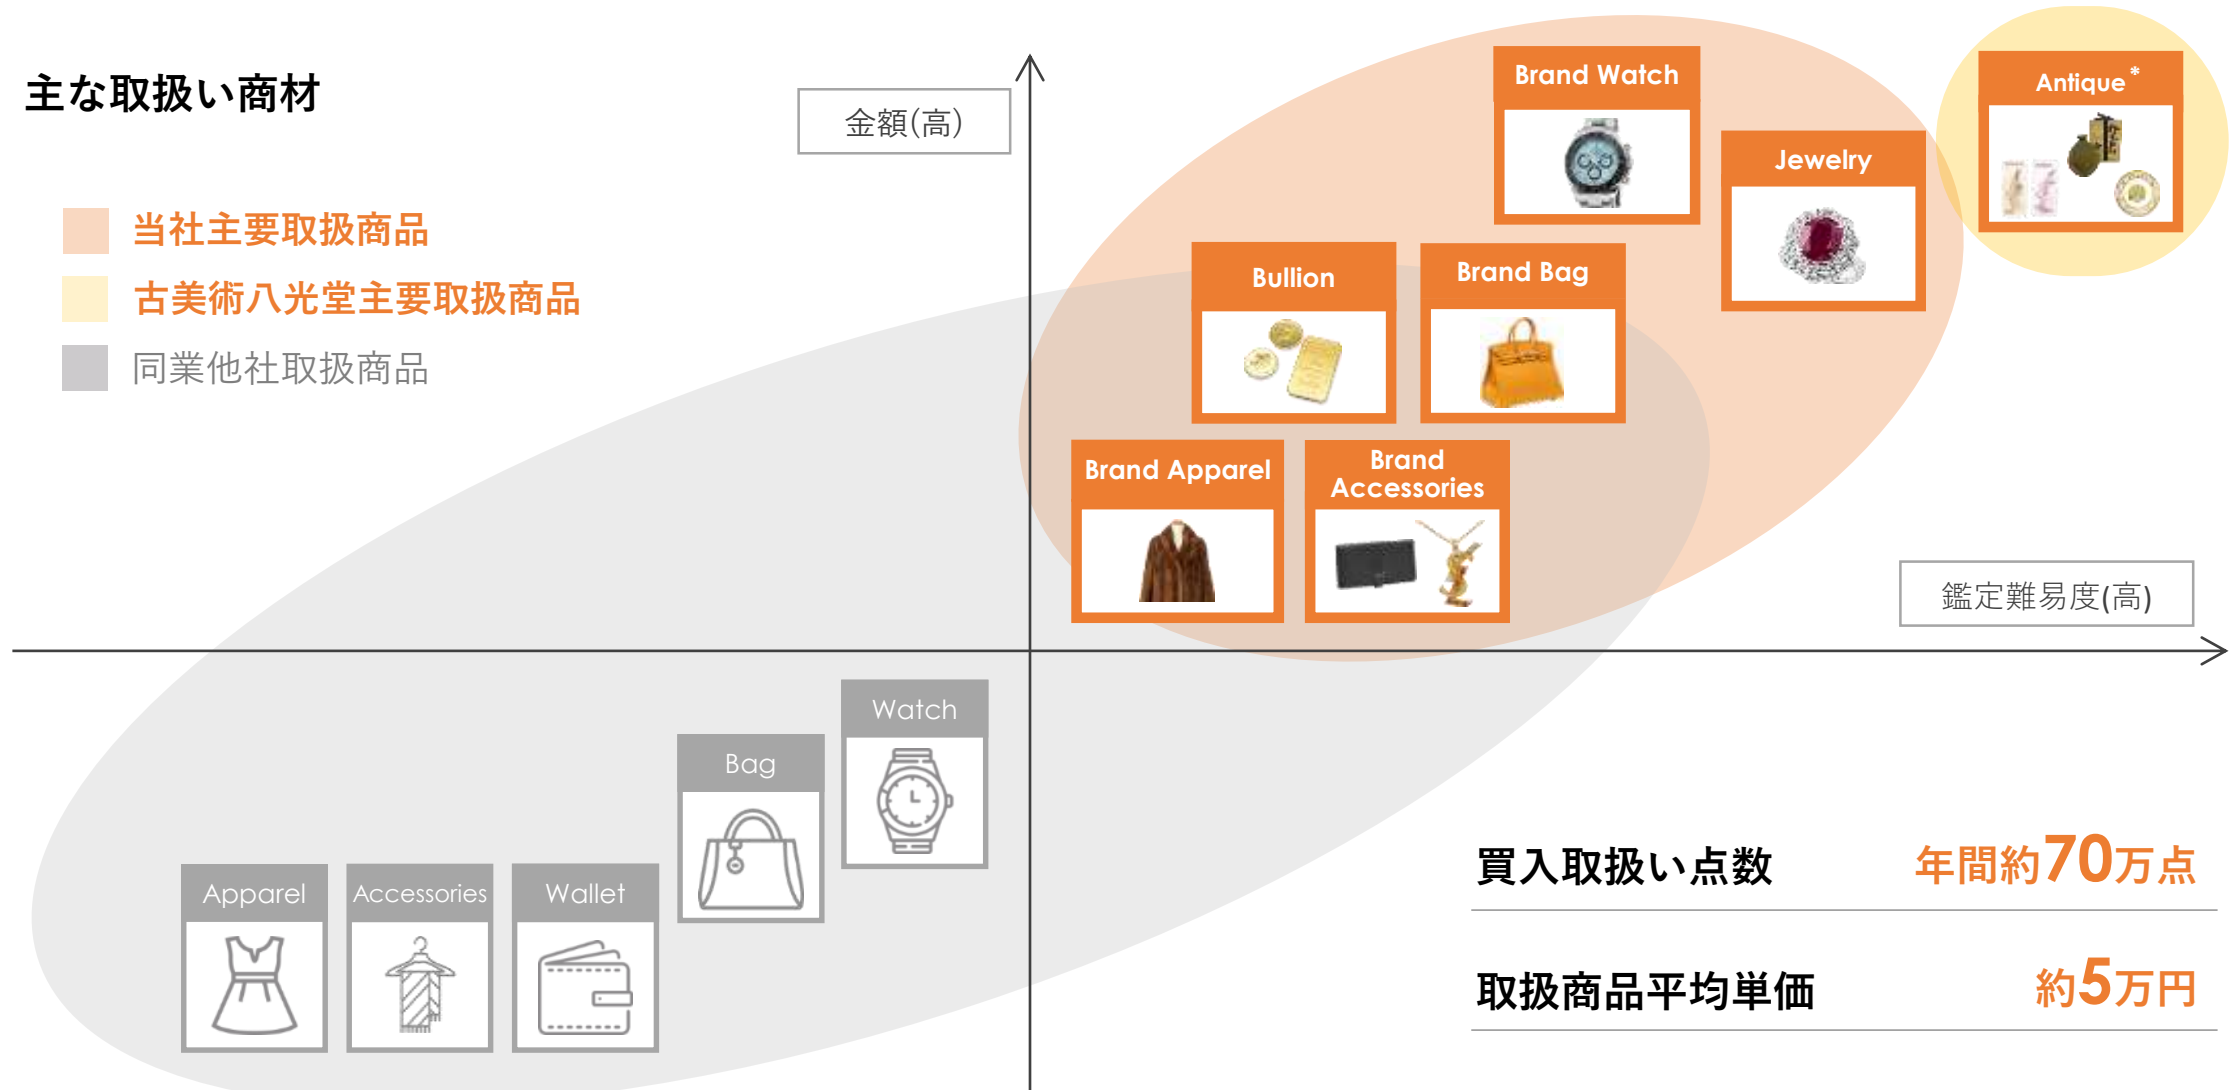 主な取扱い商材
金額(高)
当社主要取扱商品
古美術八光堂主要取扱商品
同業他社取扱商品
Brand Watch
Antique*
Jewelry
Bullion
Brand Bag
Brand Apparel
Brand
Accessories
鑑定難易度(高)
Watch
Bag
Apparel
Accessories
Wallet
買入取扱い点数 年間約70万点
取扱商品平均単価 約5万円